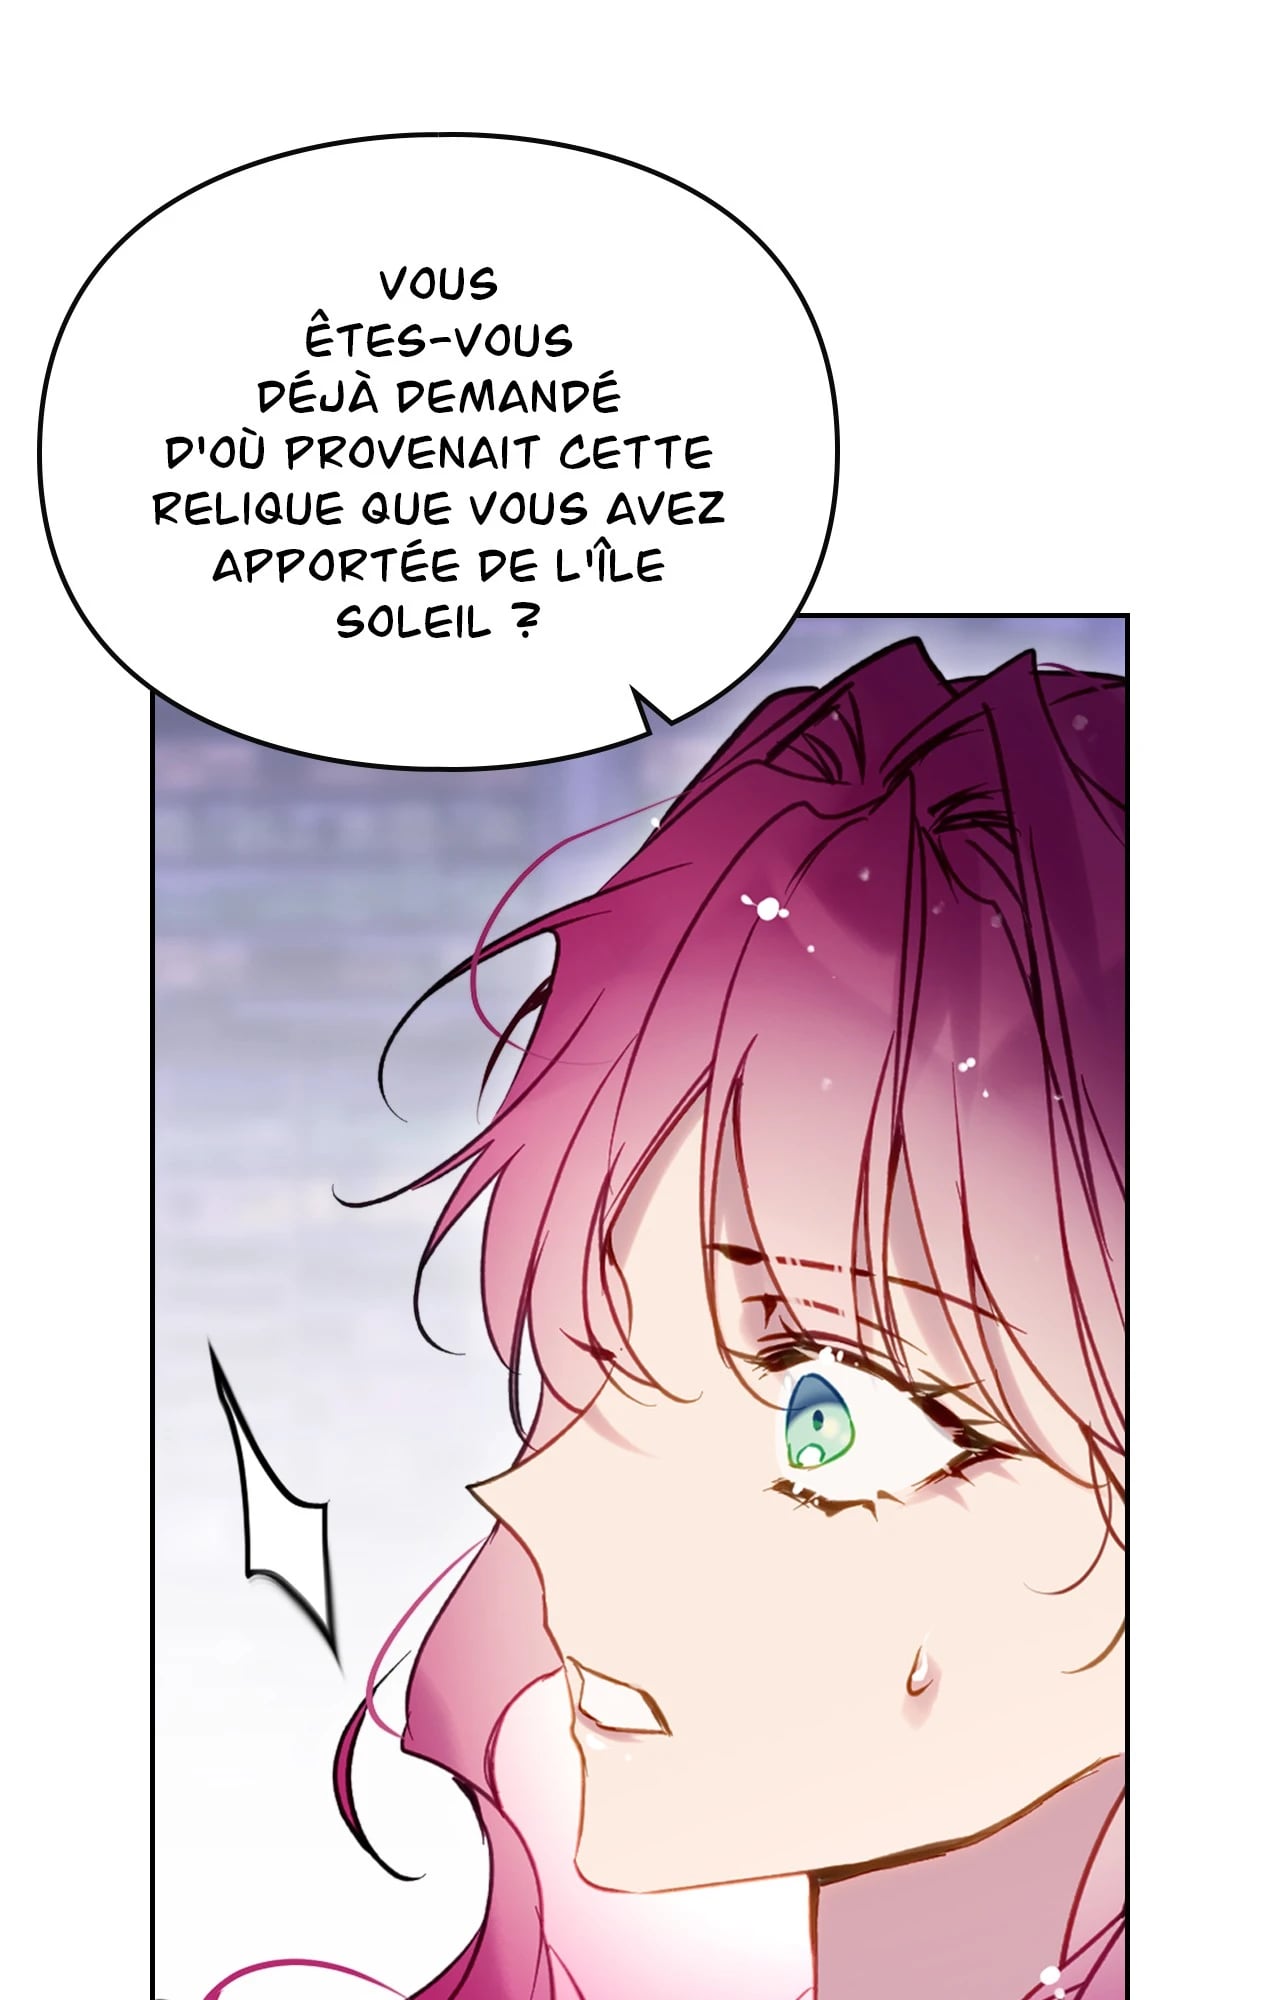 VOUS
ÊTES-VOUS
DÉJÀ DEMANDÉ
D'OÙ PROVENAIT CETTE
RELIQUE QUE VOUS AVEZ
APPORTÉE DE L'ÎLE
SOLEIL ?